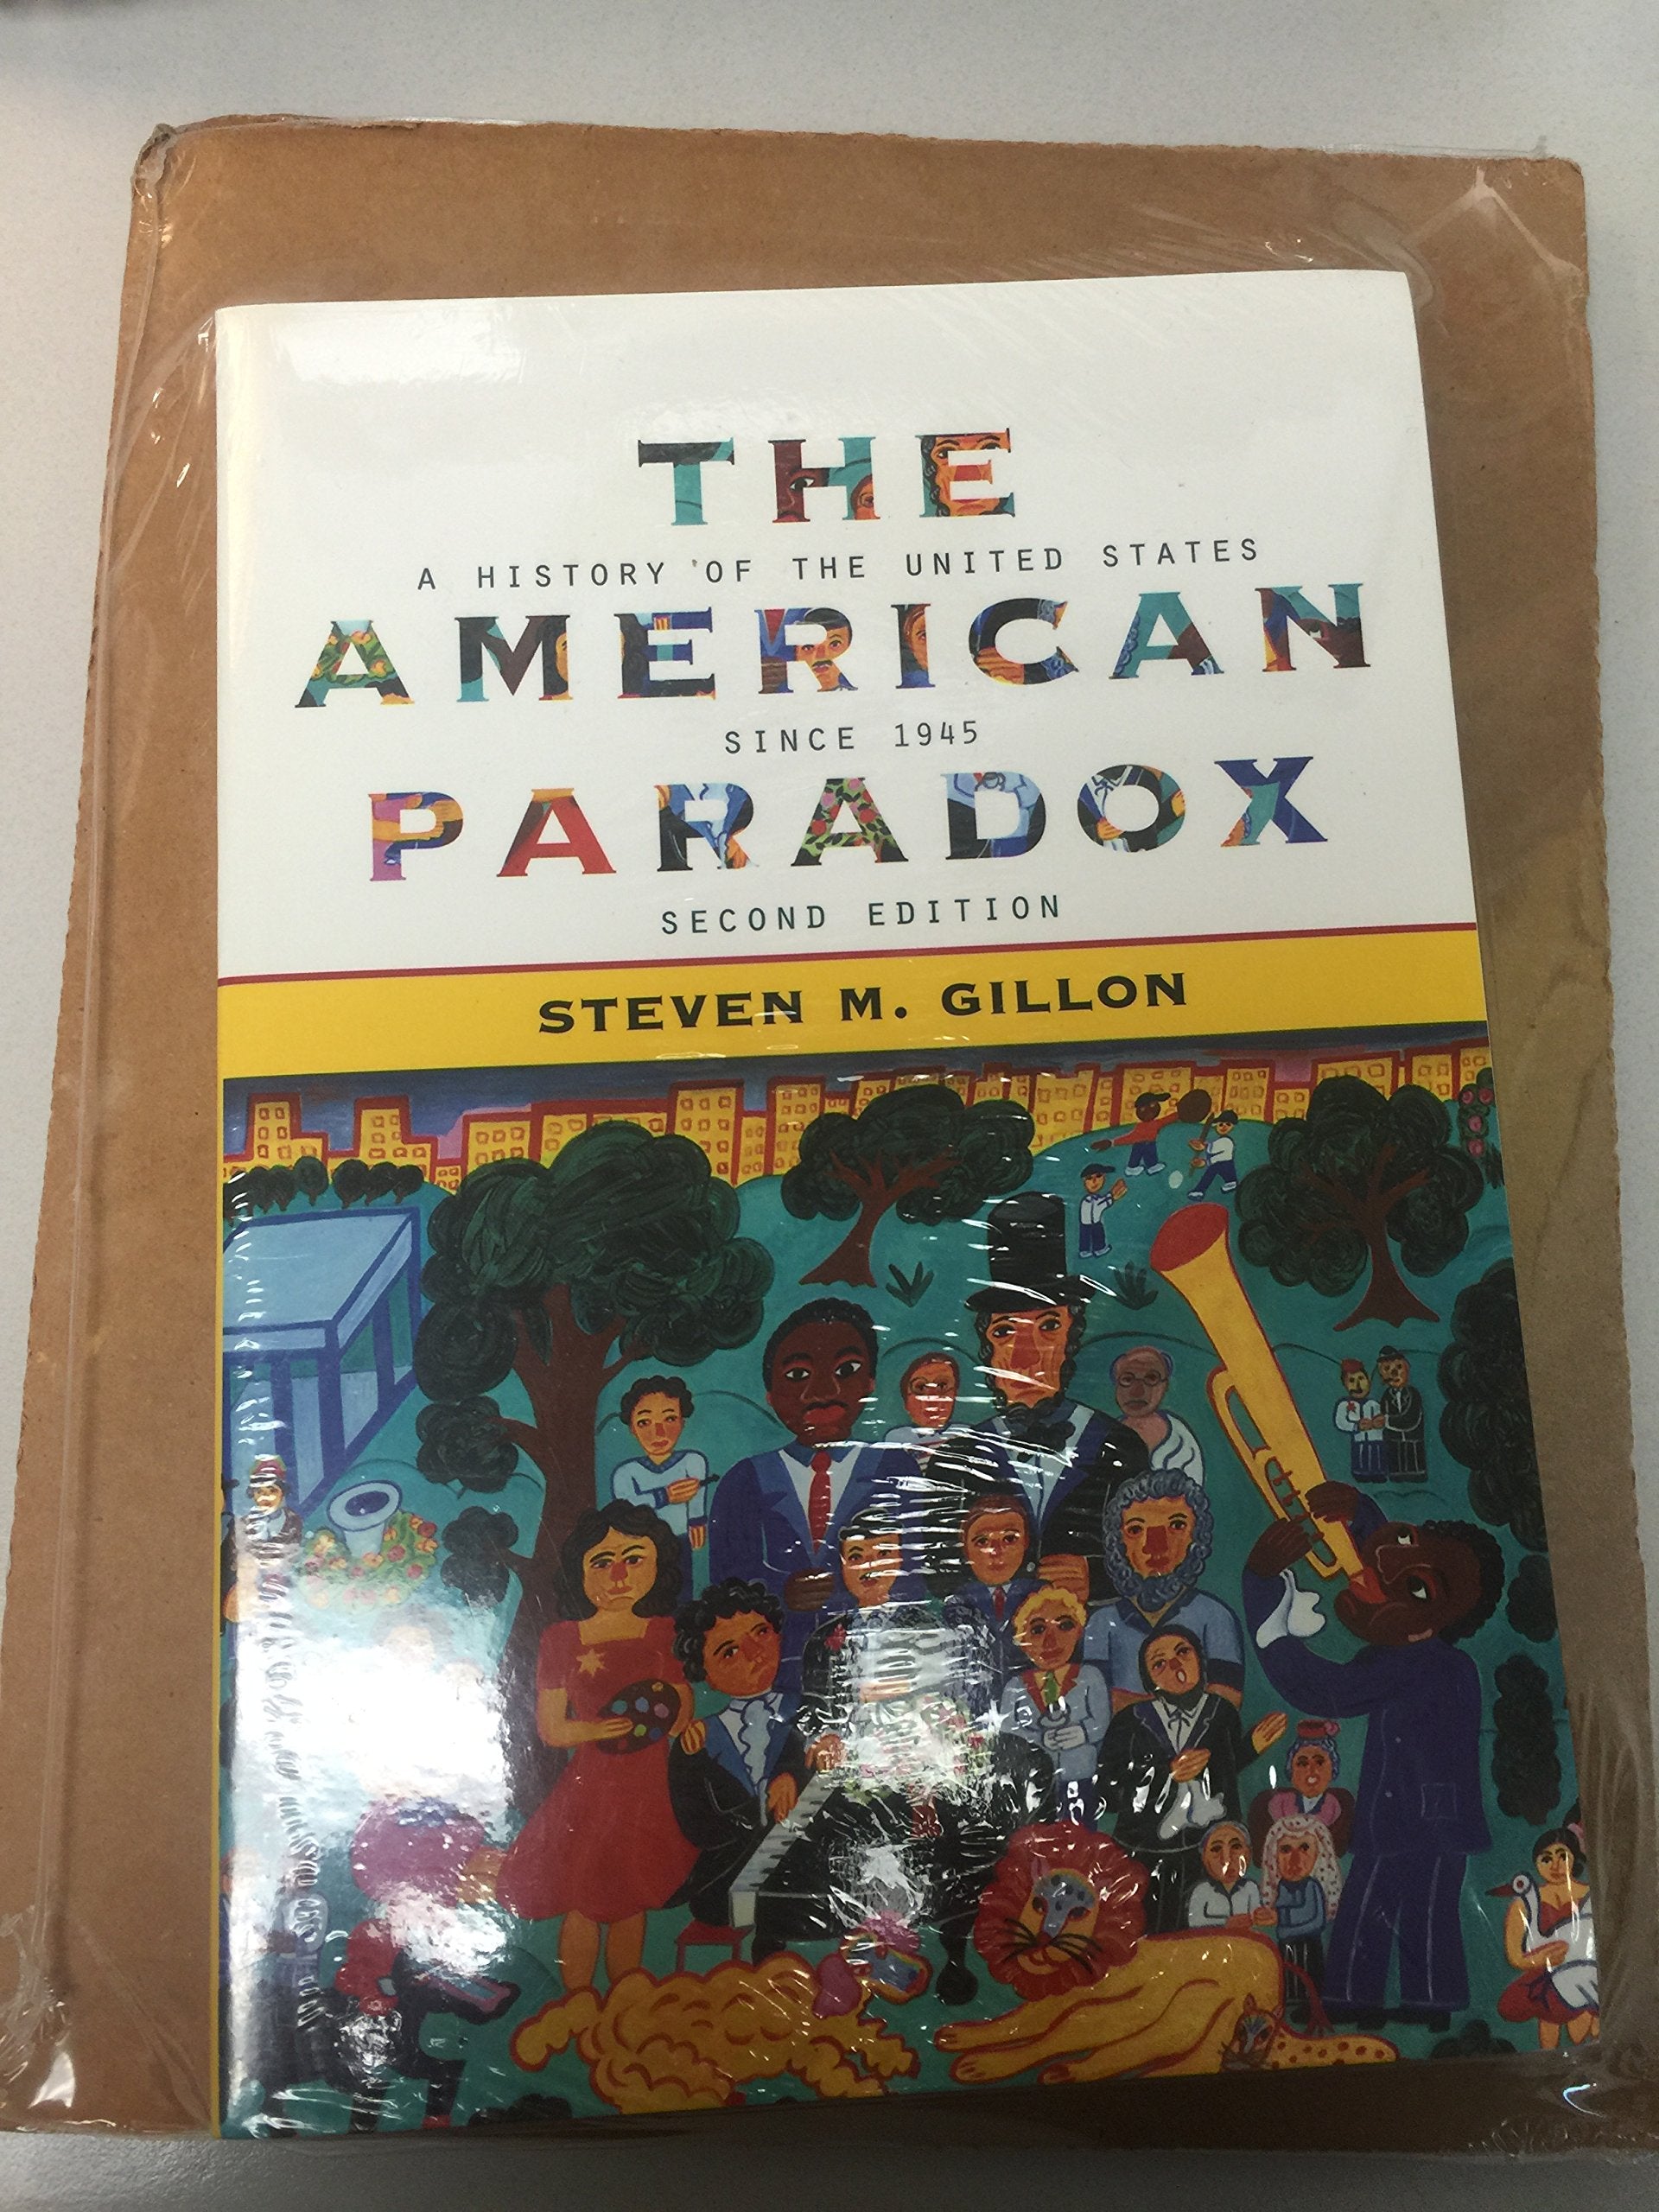 THE
A HISTORY OF THE UNITED STATES
AMERICAN
SINCE 1945
PARADOX
SECOND EDITION
STEVEN M. GILLON